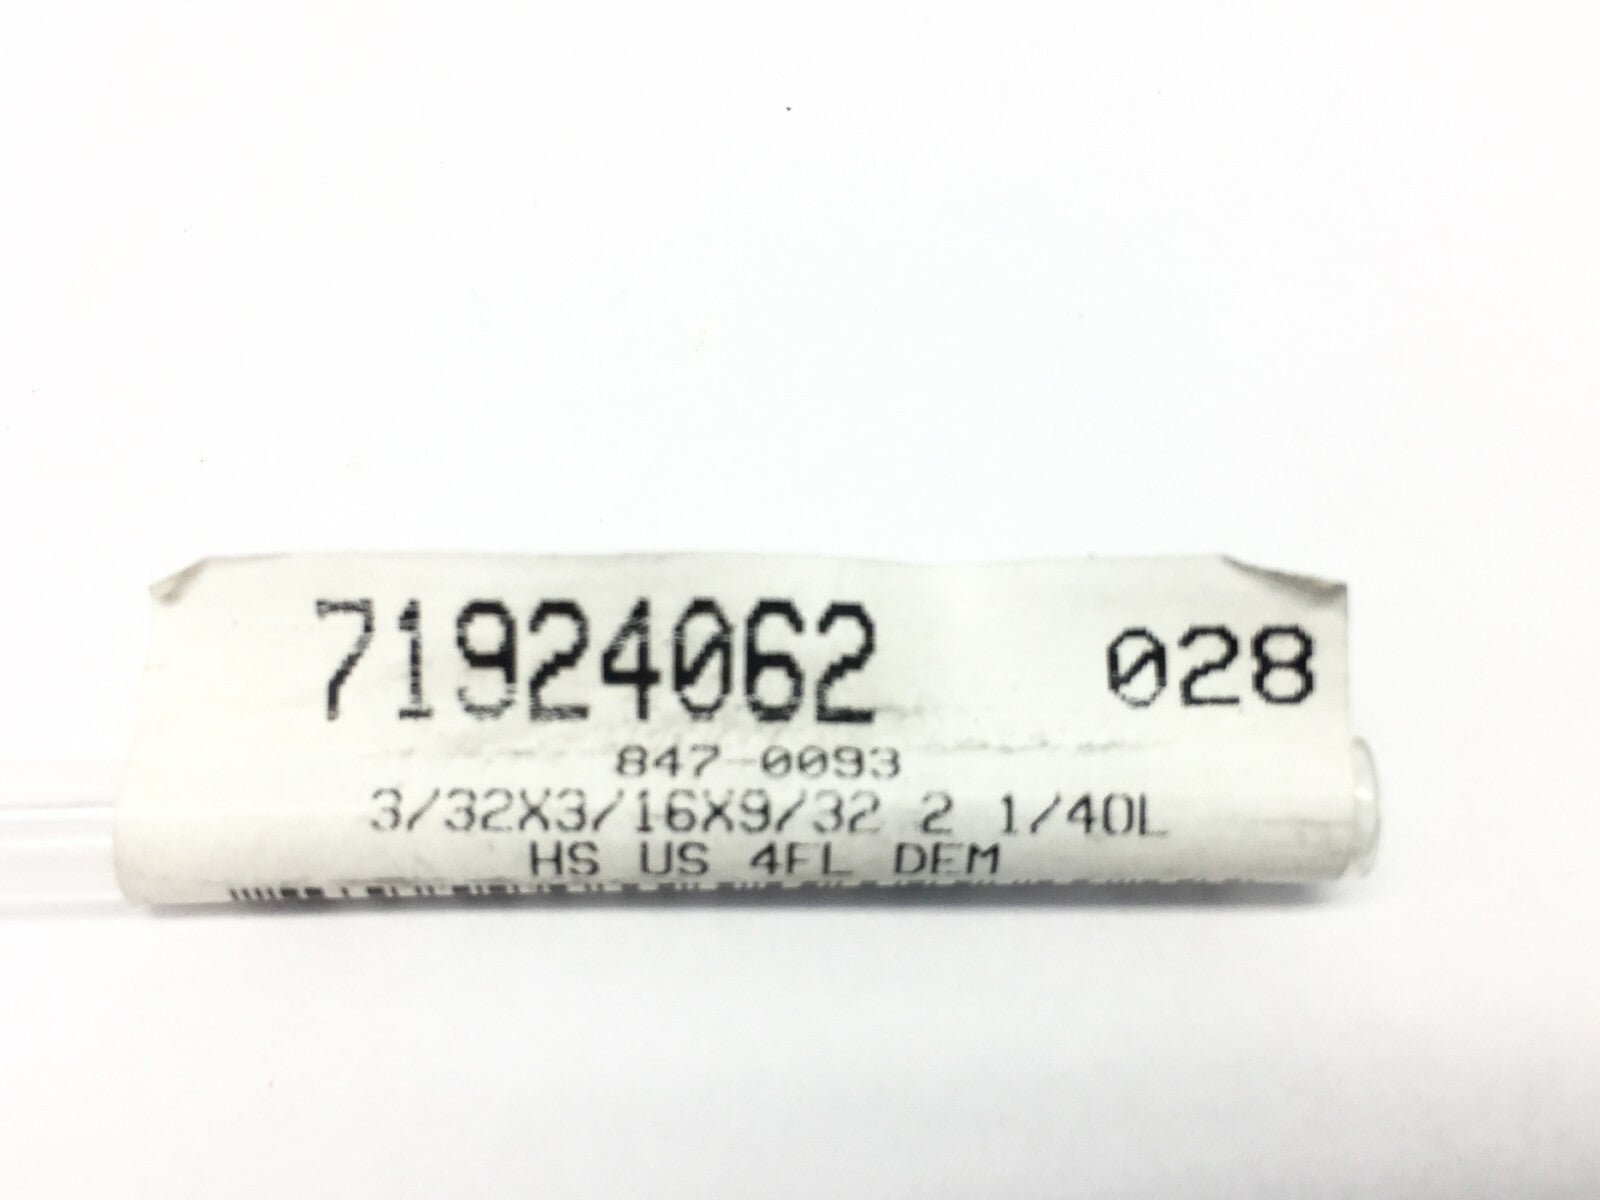 71924062 028
847-0093
3/32X3/16X9/32 2 1/4OL
HS US 4FL DEM